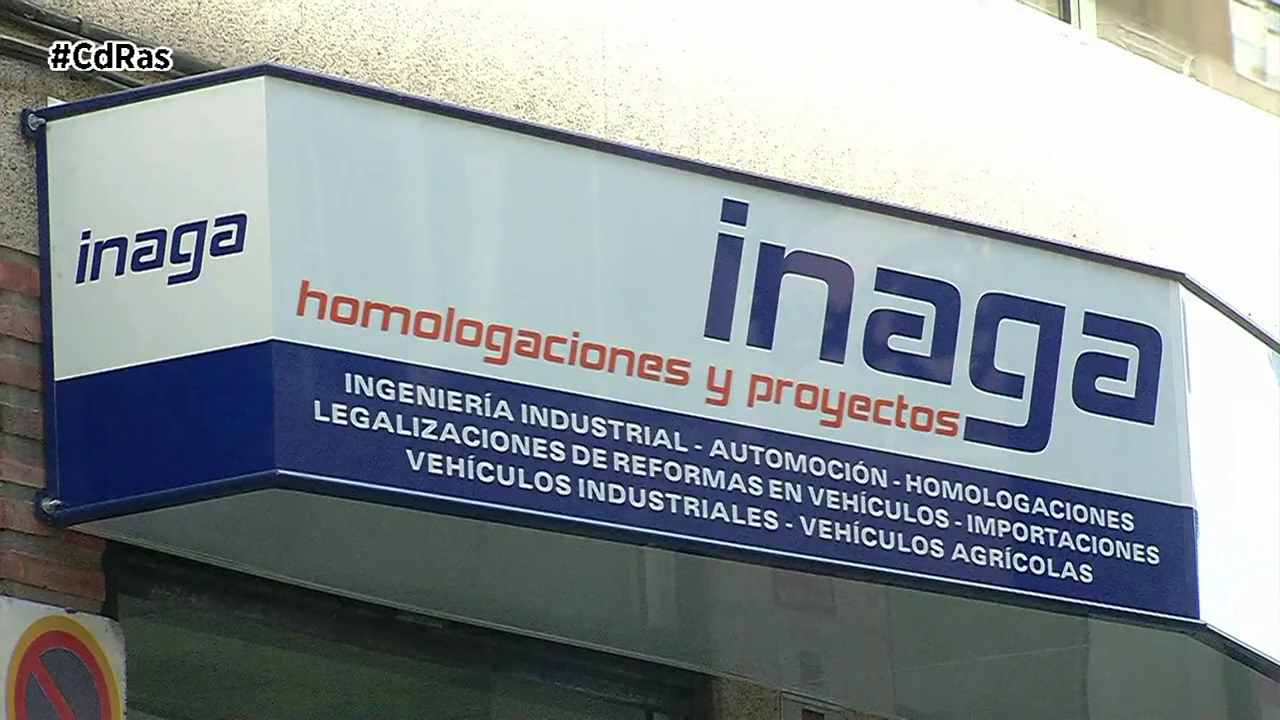 #CdRas
inaga
inaga
homologaciones y proyectos
INGENIERÍA INDUSTRIAL - AUTOMOCIÓN - HOMOLOGACIONES
LEGALIZACIONES DE REFORMAS EN VEHÍCULOS - IMPORTACIONES
VEHÍCULOS INDUSTRIALES - VEHÍCULOS AGRÍCOLAS